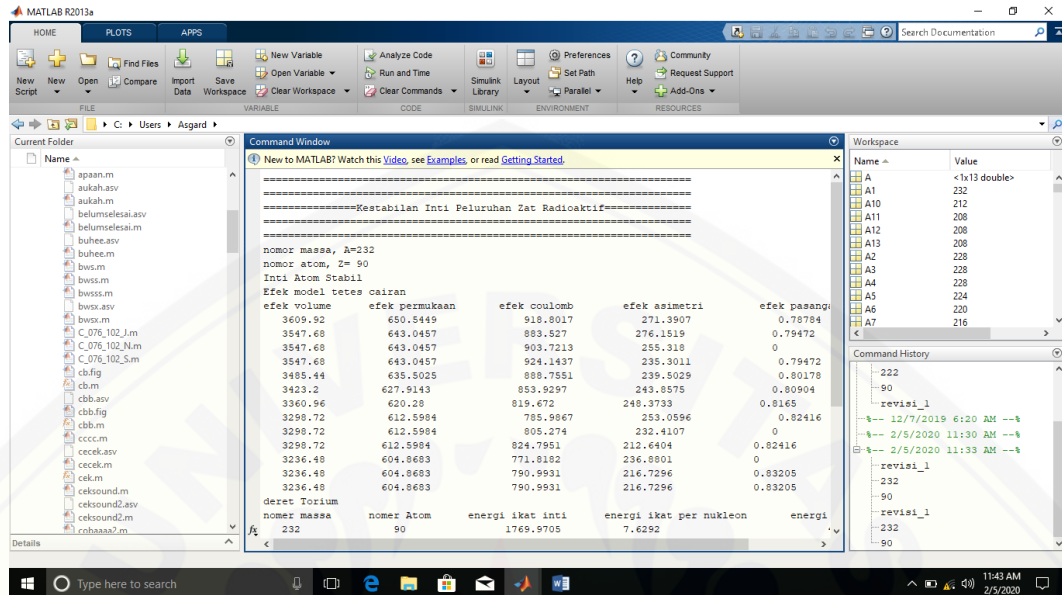 MATLAB R2013a
HOME PLOTS APPS Search Documentation
New Script New Open Find Files Compare Import Data Save Workspace New Variable Open Variable Clear Workspace Analyze Code Run and Time Clear Commands Simulink Library Layout Preferences Set Path Parallel Help Community Request Support Add-Ons
FILE VARIABLE CODE SIMULINK ENVIRONMENT RESOURCES
C: Users Asgard
Current Folder
Name
apaan.m
aukah.asv
aukah.m
belumselesai.asv
belumselesai.m
buhee.asv
buhee.m
bws.m
bwss.m
bwsss.m
bwsx.asv
bwsx.m
C_076_102_J.m
C_076_102_N.m
C_076_102_S.m
cb.fig
cb.m
cbb.asv
cbb.fig
cbb.m
cccc.m
cecek.asv
cecek.m
cek.m
ceksound.m
ceksound2.asv
ceksound2.m
cobaaaa2.m
Details
Command Window
New to MATLAB? Watch this Video, see Examples, or read Getting Started.
===============Kestabilan Inti Peluruhan Zat Radioaktif==============
nomor massa, A=232
nomor atom, Z= 90
Inti Atom Stabil
Efek model tetes cairan
efek volume efek permukaan efek coulomb efek asimetri efek pasanga
3609.92 650.5449 918.8017 271.3907 0.78784
3547.68 643.0457 883.527 276.1519 0.79472
3547.68 643.0457 903.7213 255.318 0
3547.68 643.0457 924.1437 235.3011 0.79472
3485.44 635.5025 888.7551 239.5029 0.80178
3423.2 627.9143 853.9297 243.8575 0.80904
3360.96 620.28 819.672 248.3733 0.8165
3298.72 612.5984 785.9867 253.0596 0.82416
3298.72 612.5984 805.274 232.4107 0
3298.72 612.5984 824.7951 212.6404 0.82416
3236.48 604.8683 771.8182 236.8801 0
3236.48 604.8683 790.9931 216.7296 0.83205
3236.48 604.8683 790.9931 216.7296 0.83205
deret Torium
nomer massa nomer Atom energi ikat inti energi ikat per nukleon energi
232 90 1769.9705 7.6292
Workspace
Name Value
A <1x13 double>
A1 232
A10 212
A11 208
A12 208
A13 208
A2 228
A3 228
A4 228
A5 224
A6 220
A7 216
Command History
222
90
revisi_1
%-- 12/7/2019 6:20 AM --%
%-- 2/5/2020 11:30 AM --%
%-- 2/5/2020 11:33 AM --%
revisi_1
232
90
revisi_1
232
90
Type here to search
11:43 AM
2/5/2020